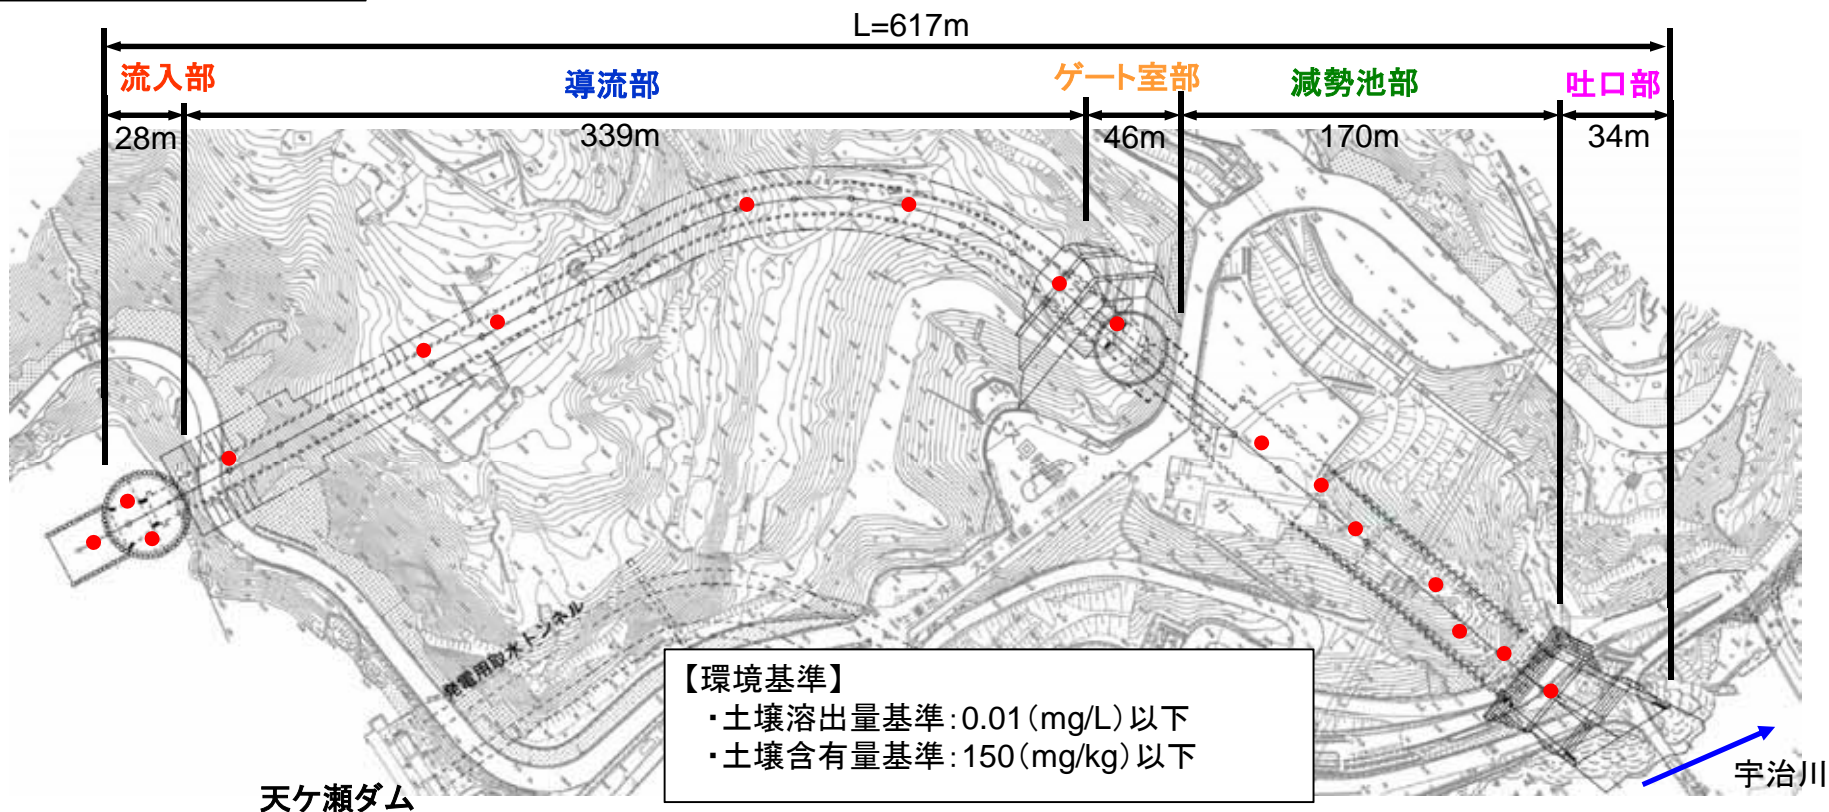 L=617m
流入部
導流部
ゲート室部
減勢池部
吐口部
28m
339m
46m
170m
34m
発電用取水トンネル
【環境基準】
・土壌溶出量基準：0.01（mg/L）以下
・土壌含有量基準：150（mg/kg）以下
天ケ瀬ダム
宇治川